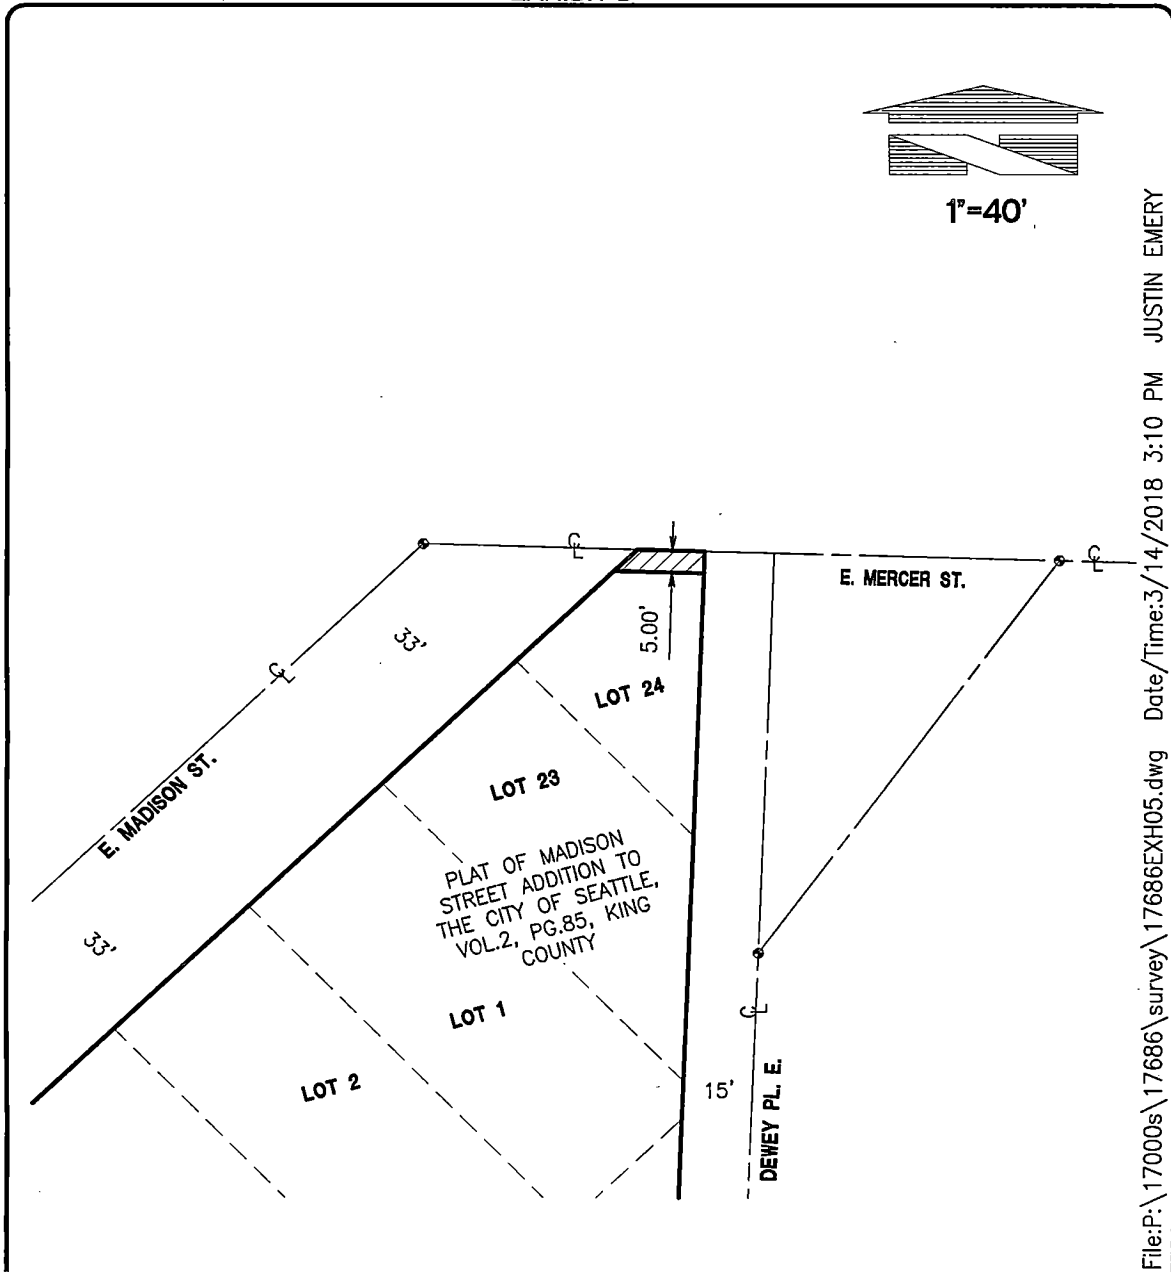 1"=40'
E. MERCER ST.
5.00'
33'
LOT 24
E. MADISON ST.
LOT 23
PLAT OF MADISON
STREET ADDITION TO
THE CITY OF SEATTLE,
VOL.2, PG.85, KING
COUNTY
33'
LOT 1
LOT 2
15'
DEWEY PL. E.
File:P:\17000s\17686\survey\17686EXH05.dwg Date/Time:3/14/2018 3:10 PM JUSTIN EMERY